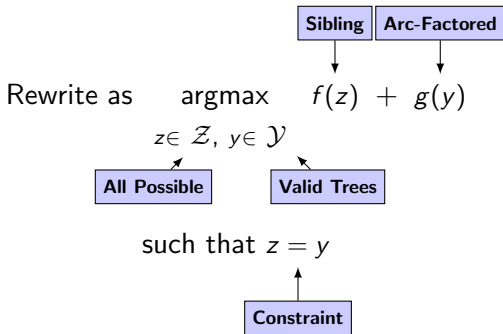 Sibling Arc-Factored
Rewrite as argmax f(z) + g(y)
z∈ 𝒵, y∈ 𝒴
All Possible Valid Trees
such that z = y
Constraint